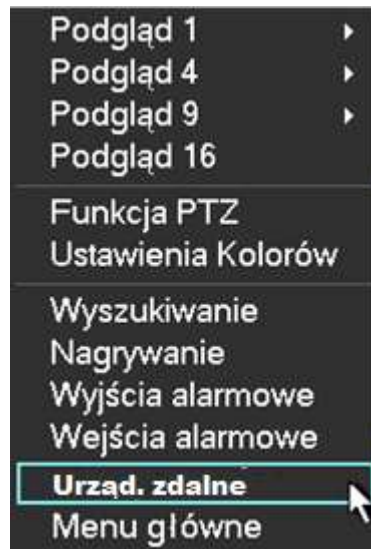 Podgląd 1
Podgląd 4
Podgląd 9
Podgląd 16
Funkcja PTZ
Ustawienia Kolorów
Wyszukiwanie
Nagrywanie
Wyjścia alarmowe
Wejścia alarmowe
Urząd. zdalne
Menu główne